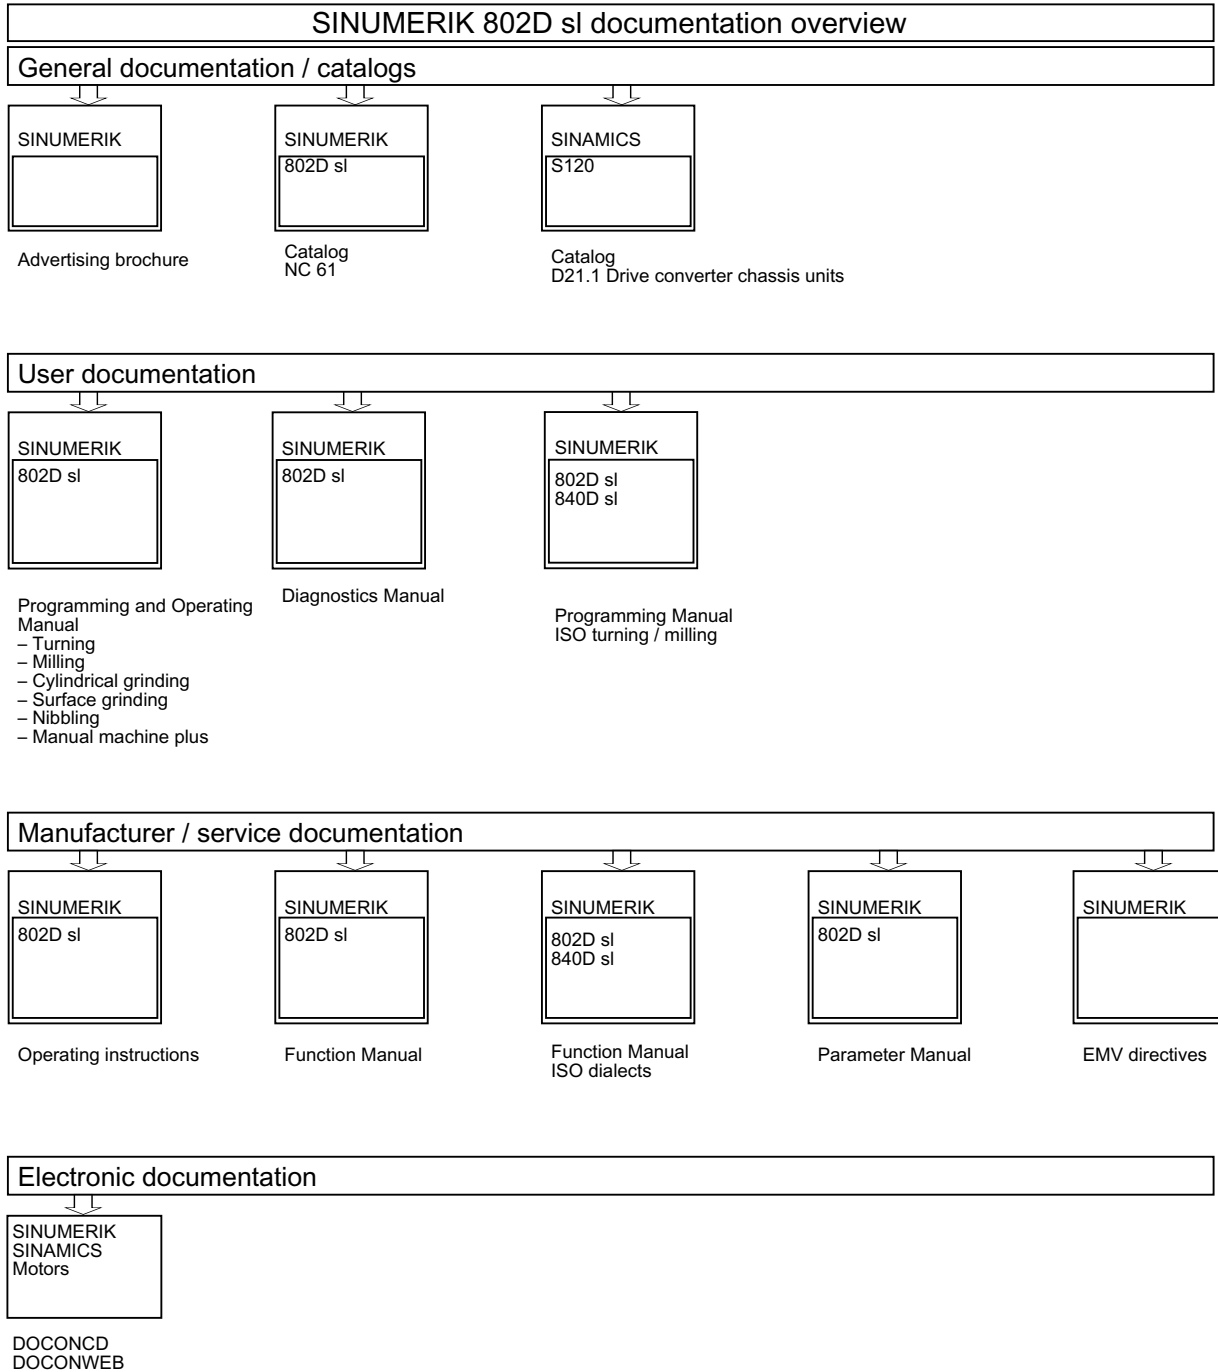 SINUMERIK 802D sl documentation overview
General documentation / catalogs
SINUMERIK
Advertising brochure
SINUMERIK
802D sl
Catalog
NC 61
SINAMICS
S120
Catalog
D21.1 Drive converter chassis units
User documentation
SINUMERIK
802D sl
Programming and Operating
Manual
– Turning
– Milling
– Cylindrical grinding
– Surface grinding
– Nibbling
– Manual machine plus
SINUMERIK
802D sl
Diagnostics Manual
SINUMERIK
802D sl
840D sl
Programming Manual
ISO turning / milling
Manufacturer / service documentation
SINUMERIK
802D sl
Operating instructions
SINUMERIK
802D sl
Function Manual
SINUMERIK
802D sl
840D sl
Function Manual
ISO dialects
SINUMERIK
802D sl
Parameter Manual
SINUMERIK
EMV directives
Electronic documentation
SINUMERIK
SINAMICS
Motors
DOCONCD
DOCONWEB